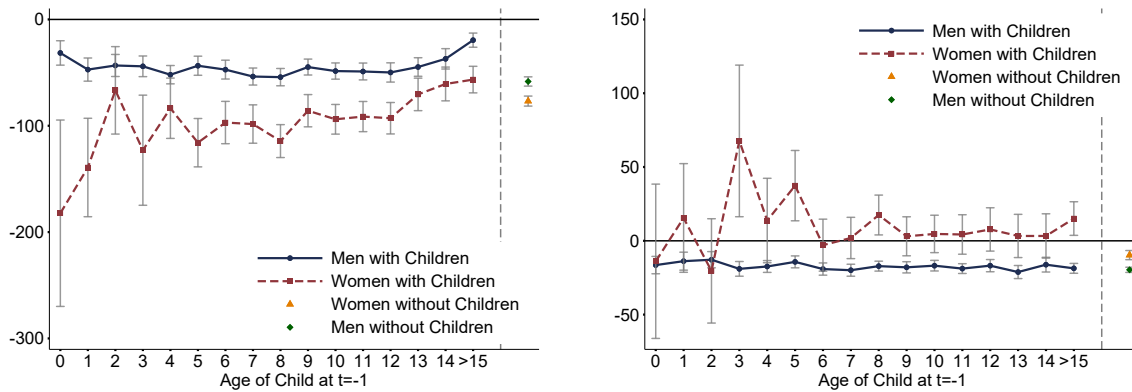 0
-100
-200
-300
Men with Children
Women with Children
Women without Children
Men without Children
0 1 2 3 4 5 6 7 8 9 10 11 12 13 14 >15
Age of Child at t=-1
150
100
50
0
-50
Men with Children
Women with Children
Women without Children
Men without Children
0 1 2 3 4 5 6 7 8 9 10 11 12 13 14 >15
Age of Child at t=-1